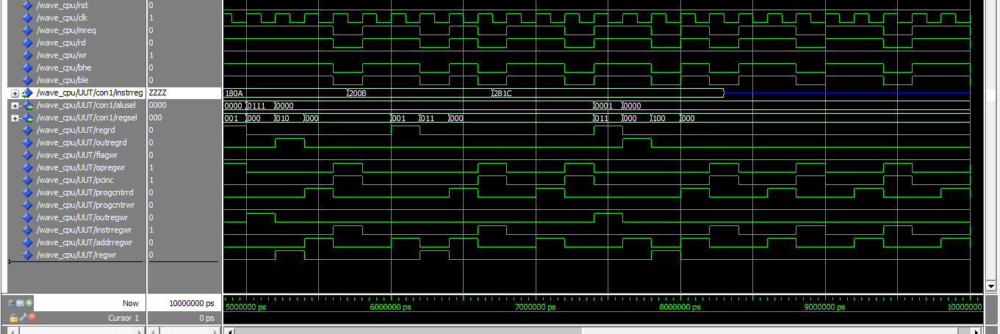 /wave_cpu/rst 0
/wave_cpu/clk 1
/wave_cpu/mreq 0
/wave_cpu/rd 0
/wave_cpu/wr 1
/wave_cpu/bhe 0
/wave_cpu/ble 0
/wave_cpu/UUT/con1/instrreg ZZZZ 180A 200B 281C
/wave_cpu/UUT/con1/alusel 0000 0000 0111 0000 0001 0000
/wave_cpu/UUT/con1/regsel 000 001 000 010 000 001 011 000 011 000 100 000
/wave_cpu/UUT/regrd 0
/wave_cpu/UUT/outregrd 0
/wave_cpu/UUT/flagwr 0
/wave_cpu/UUT/opregwr 1
/wave_cpu/UUT/pcinc 1
/wave_cpu/UUT/progcntrrd 0
/wave_cpu/UUT/progcntrwr 0
/wave_cpu/UUT/outregwr 0
/wave_cpu/UUT/instrregwr 1
/wave_cpu/UUT/addrregwr 0
/wave_cpu/UUT/regwr 0
Now 10000000 ps 5000000 ps 6000000 ps 7000000 ps 8000000 ps 9000000 ps 10000000
Cursor 1 0 ps